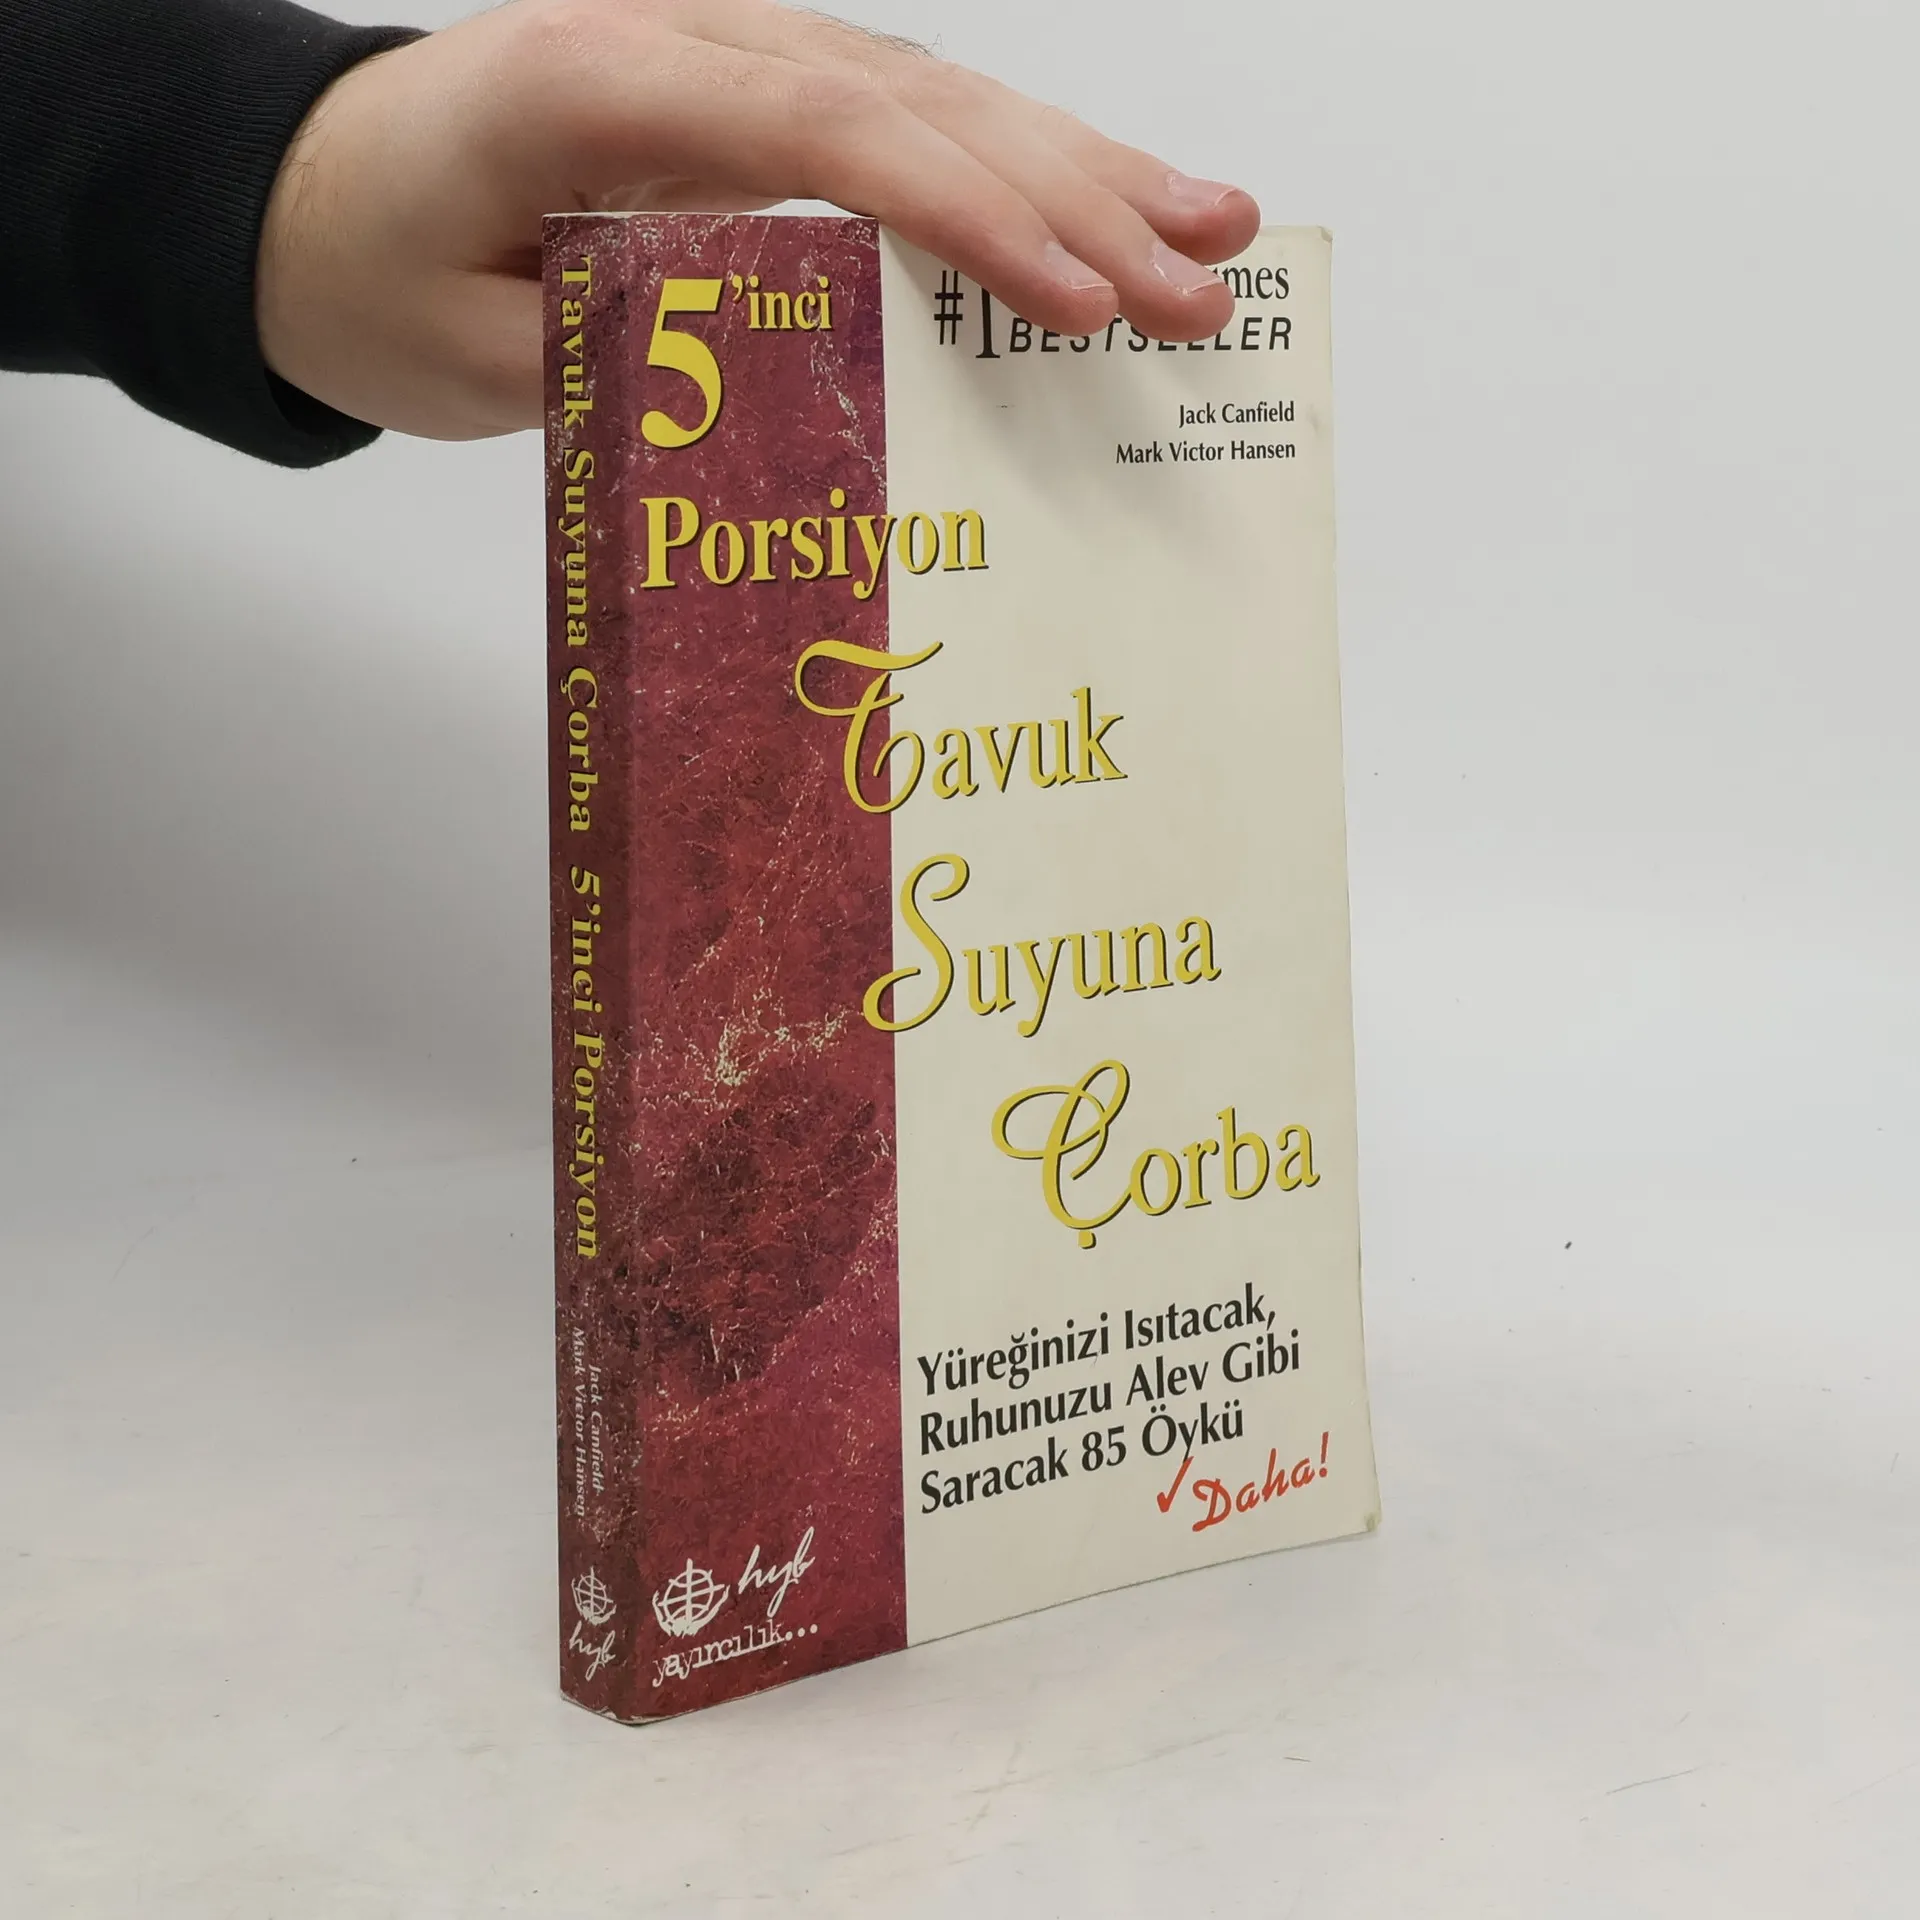 Tavuk Suyuna Çorba 5'inci Porsiyon
Jack Canfield
Mark Victor Hansen
hyb
5'inci
Porsiyon
Tavuk
Suyuna
Çorba
#1
BESTSELLER
Jack Canfield
Mark Victor Hansen
Yüreğinizi Isıtacak,
Ruhunuzu Alev Gibi
Saracak 85 Öykü
Daha!
hyb
yayıncılık...